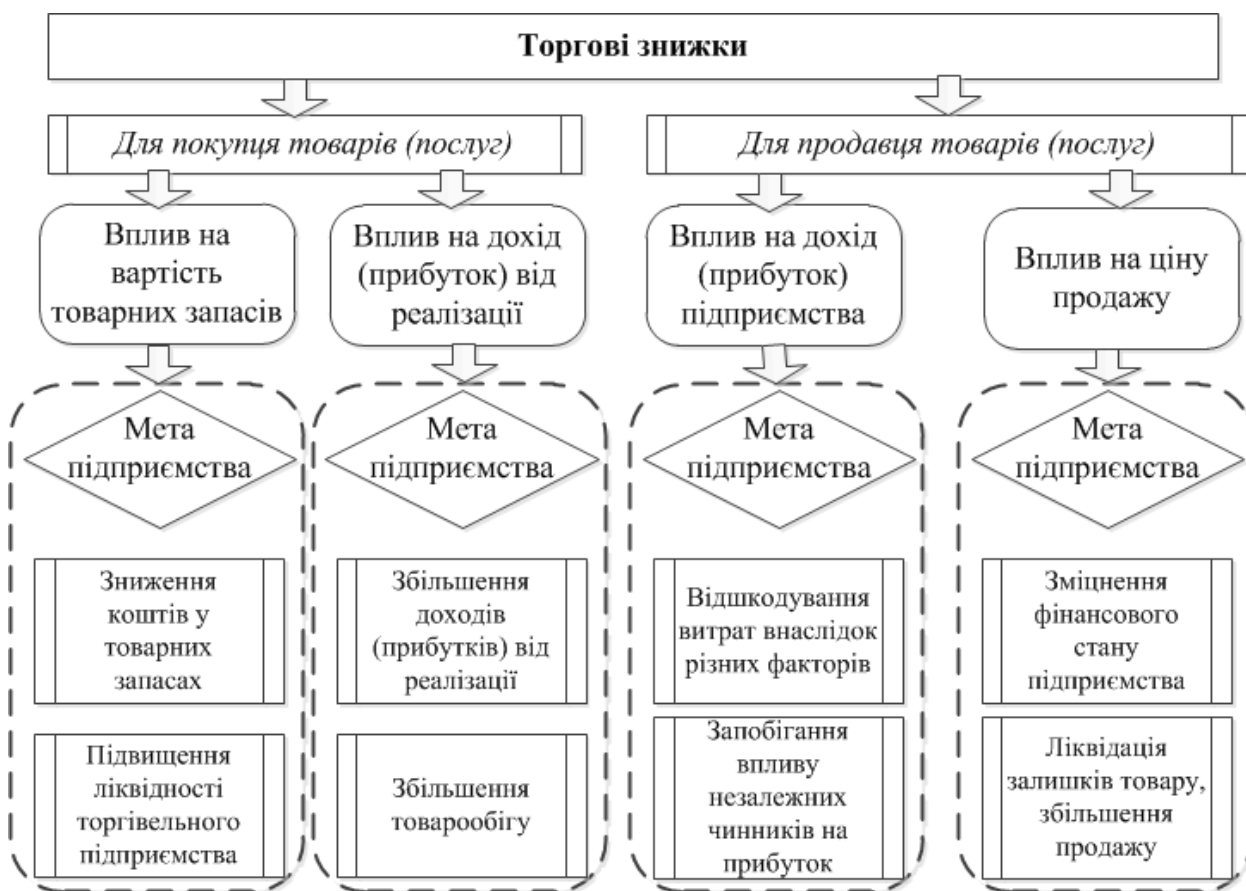 Торгові знижки
Для покупця товарів (послуг)
Для продавця товарів (послуг)
Вплив на
вартість
товарних запасів
Вплив на дохід
(прибуток) від
реалізації
Вплив на дохід
(прибуток)
підприємства
Вплив на ціну
продажу
Мета
підприємства
Мета
підприємства
Мета
підприємства
Мета
підприємства
Зниження
коштів у
товарних
запасах
Збільшення
доходів
(прибутків) від
реалізації
Відшкодування
витрат внаслідок
різних факторів
Зміцнення
фінансового
стану
підприємства
Підвищення
ліквідності
торгівельного
підприємства
Збільшення
товарообігу
Запобігання
впливу
незалежних
чинників на
прибуток
Ліквідація
залишків товару,
збільшення
продажу